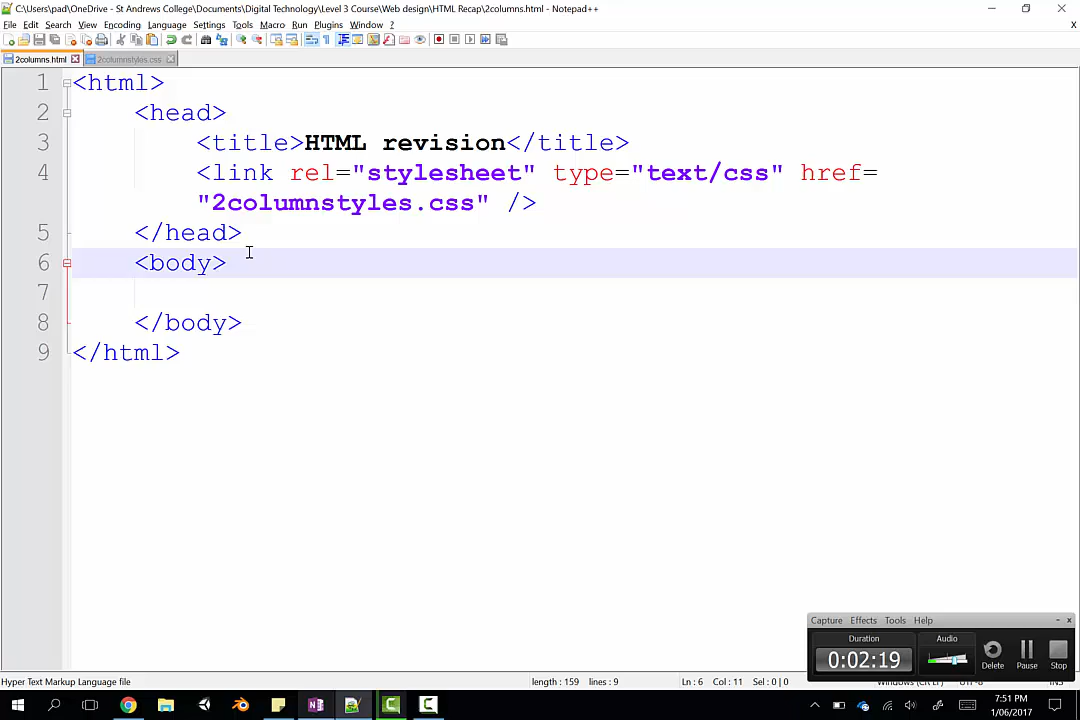 C:\Users\pad\OneDrive - St Andrews College\Documents\Digital Technology\Level 3 Course\Web design\HTML Recap\2columns.html - Notepad++
File Edit Search View Encoding Language Settings Tools Macro Run Plugins Window ? X
2columns.html 2columnstyles.css
1 <html>
2 <head>
3 <title>HTML revision</title>
4 <link rel="stylesheet" type="text/css" href=
"2columnstyles.css" />
5 </head>
6 <body>
7
8 </body>
9 </html>
Capture Effects Tools Help
Duration Audio
0:02:19 Delete Pause Stop
Hyper Text Markup Language file length : 159 lines : 9 Ln : 6 Col : 11 Sel : 0 | 0
7:51 PM
1/06/2017